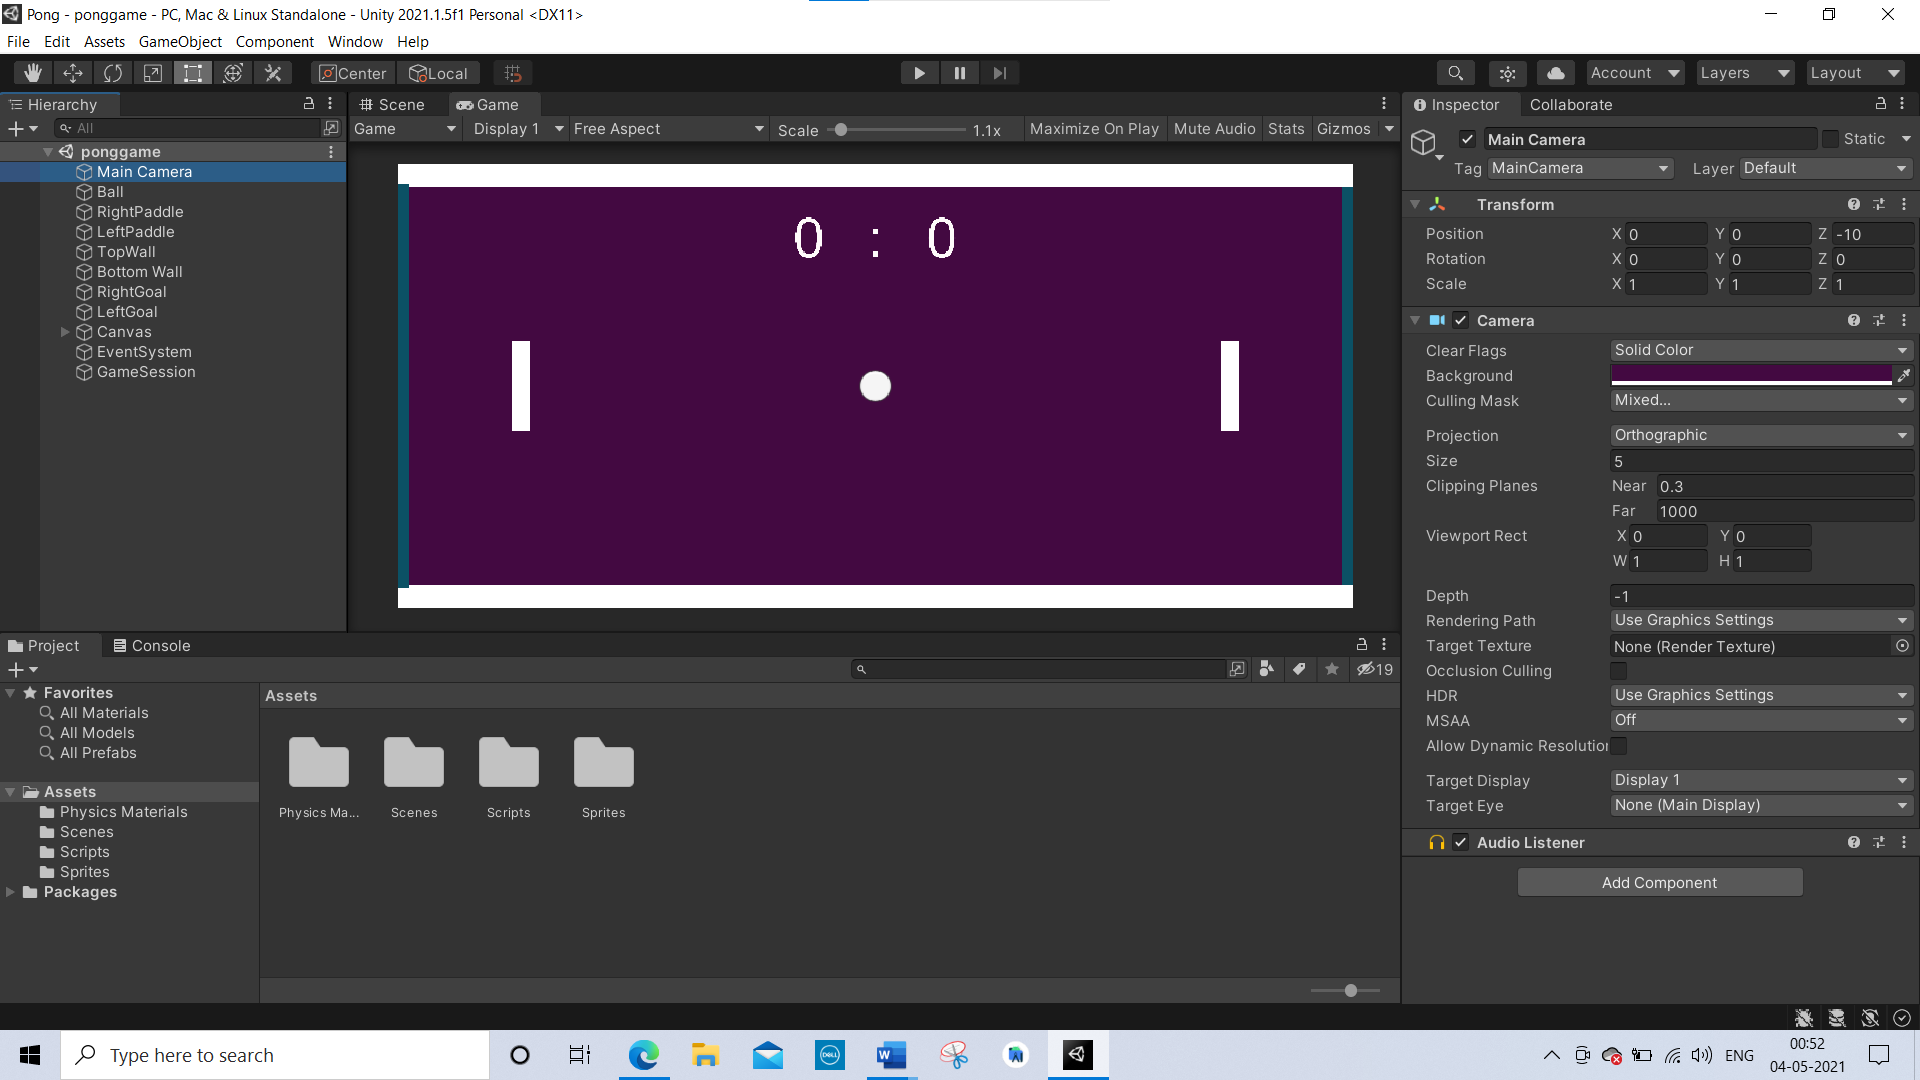 Pong - ponggame - PC, Mac & Linux Standalone - Unity 2021.1.5f1 Personal <DX11>
File Edit Assets GameObject Component Window Help
Center Local Account Layers Layout
Hierarchy
All
ponggame
Main Camera
Ball
RightPaddle
LeftPaddle
TopWall
Bottom Wall
RightGoal
LeftGoal
Canvas
EventSystem
GameSession
Scene Game
Game Display 1 Free Aspect Scale 1.1x Maximize On Play Mute Audio Stats Gizmos
0 : 0
Inspector Collaborate
Main Camera Static
Tag MainCamera Layer Default
Transform
Position X 0 Y 0 Z -10
Rotation X 0 Y 0 Z 0
Scale X 1 Y 1 Z 1
Camera
Clear Flags Solid Color
Background
Culling Mask Mixed...
Projection Orthographic
Size 5
Clipping Planes Near 0.3
Far 1000
Viewport Rect X 0 Y 0
W 1 H 1
Depth -1
Rendering Path Use Graphics Settings
Target Texture None (Render Texture)
Occlusion Culling
HDR Use Graphics Settings
MSAA Off
Allow Dynamic Resolution
Target Display Display 1
Target Eye None (Main Display)
Audio Listener
Add Component
Project Console
19
Favorites
All Materials
All Models
All Prefabs
Assets
Physics Materials
Scenes
Scripts
Sprites
Packages
Assets
Physics Ma... Scenes Scripts Sprites
Type here to search
DELL
W
ENG
00:52
04-05-2021